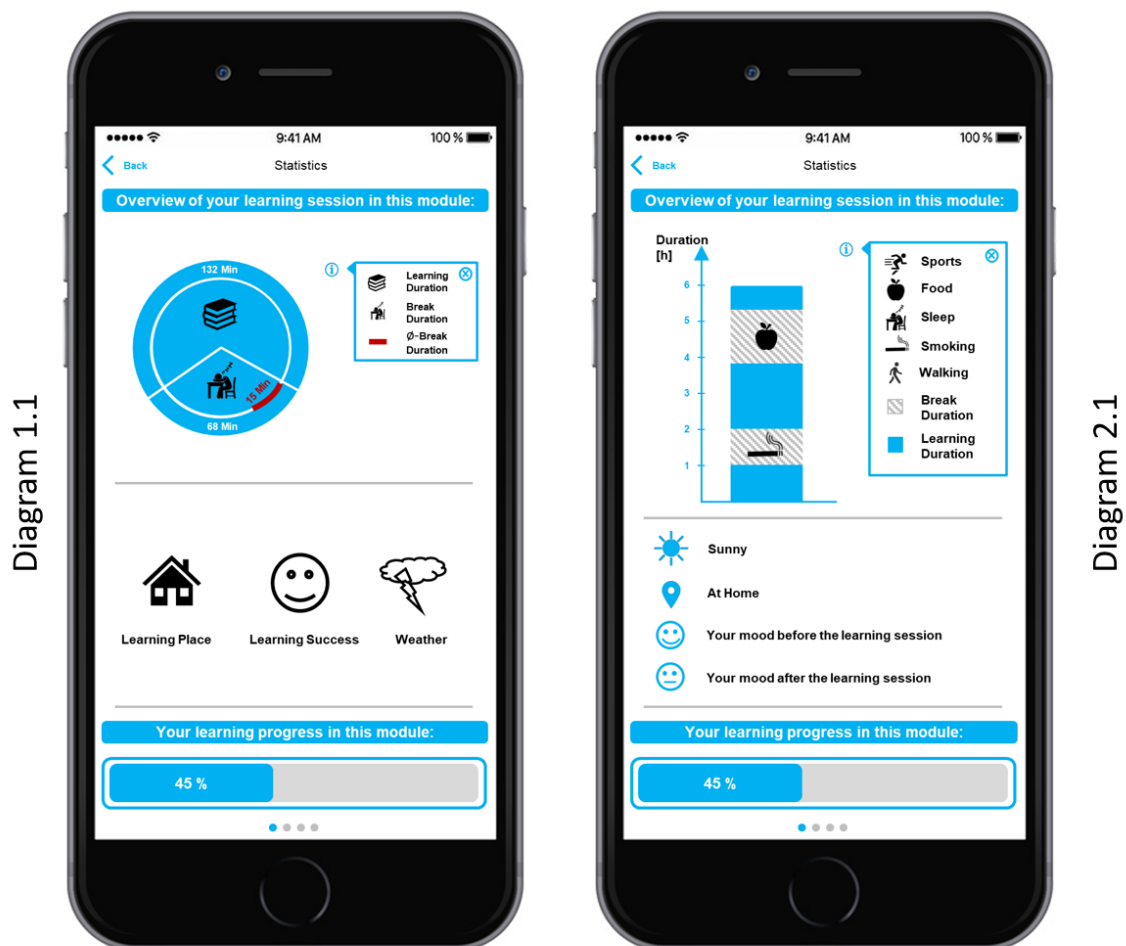 Diagram 1.1
9:41 AM
100 %
Back
Statistics
Overview of your learning session in this module:
132 Min
15 Min
68 Min
i
Learning
Duration
Break
Duration
Ø-Break
Duration
Learning Place
Learning Success
Weather
Your learning progress in this module:
45 %
9:41 AM
100 %
Back
Statistics
Overview of your learning session in this module:
Duration
[h]
6
5
4
3
2
1
i
Sports
Food
Sleep
Smoking
Walking
Break
Duration
Learning
Duration
Sunny
At Home
Your mood before the learning session
Your mood after the learning session
Your learning progress in this module:
45 %
Diagram 2.1